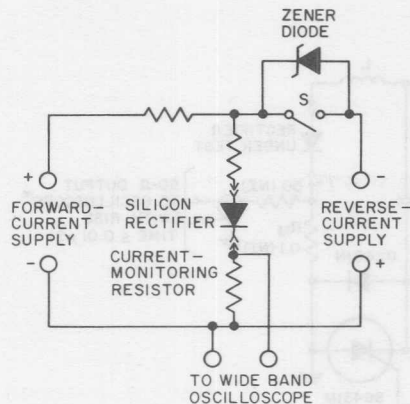 ZENER
DIODE
S
+
-
FORWARD-
CURRENT
SUPPLY
-
SILICON
RECTIFIER
CURRENT-
MONITORING
RESISTOR
REVERSE-
CURRENT
SUPPLY
+
TO WIDE BAND
OSCILLOSCOPE